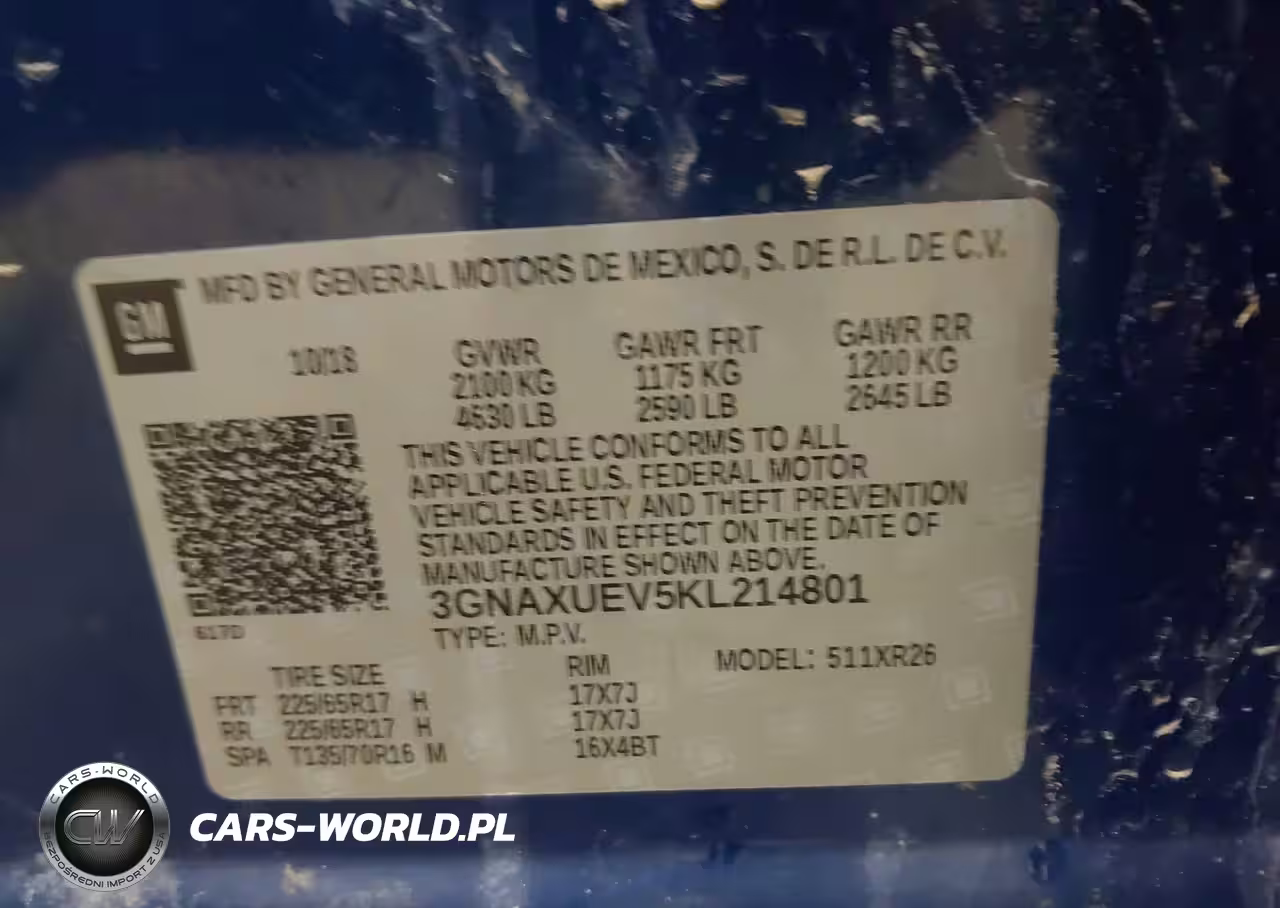 GM
MFD BY GENERAL MOTORS DE MEXICO, S. DE R.L. DE C.V.
10/18 GVWR GAWR FRT GAWR RR
2100 KG 1175 KG 1200 KG
4630 LB 2590 LB 2645 LB
THIS VEHICLE CONFORMS TO ALL
APPLICABLE U.S. FEDERAL MOTOR
VEHICLE SAFETY AND THEFT PREVENTION
STANDARDS IN EFFECT ON THE DATE OF
MANUFACTURE SHOWN ABOVE.
3GNAXUEV5KL214801
617D
TYPE: M.P.V.
TIRE SIZE RIM MODEL: 511XR26
FRT 225/65R17 H 17X7J
RR 225/65R17 H 17X7J
SPA T135/70R16 M 16X4BT
CARS-WORLD
CW
BEZPOŚREDNI IMPORT Z USA
CARS-WORLD.PL